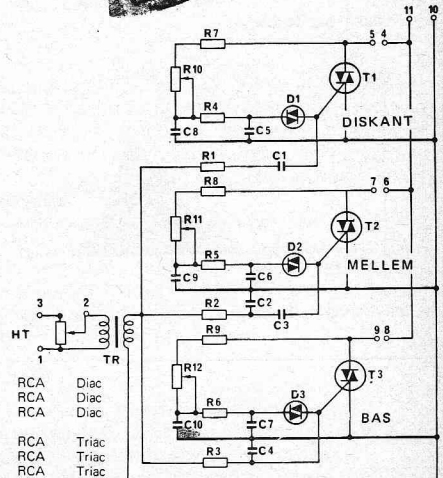 11 10
R7
5 4
R10
T1
D1
R4
DISKANT
C8
C5
R1
C1
R8
7 6
R11
T2
D2
R5
MELLEM
C9
C6
C2
3
2
R2
C3
HT
R9
9 8
1
TR
R12
T3
D3
RCA Diac
RCA Diac
RCA Diac
R6
BAS
C10
C7
RCA Triac
RCA Triac
RCA Triac
R3
C4